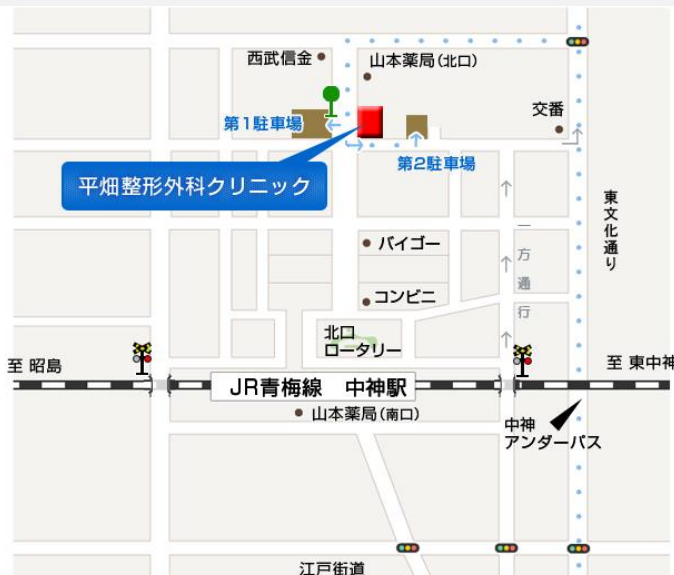 西武信金
山本薬局(北口)
交番
第1駐車場
第2駐車場
平畑整形外科クリニック
東文化通り
バイゴー
一方通行
コンビニ
北口
ロータリー
至 昭島
至 東中神
JR青梅線 中神駅
山本薬局(南口)
中神
アンダーパス
江戸街道